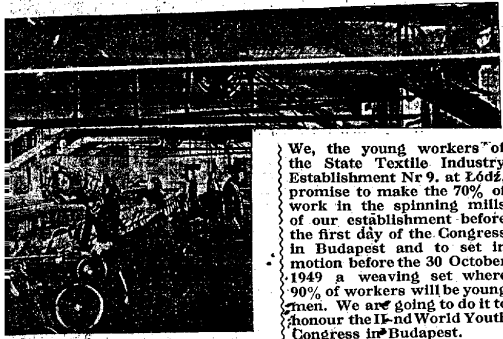 We, the young workers of
the State Textile Industry
Establishment Nr 9. at Łódź,
promise to make the 70% of
work in the spinning mills
of our establishment before
the first day of the Congress
in Budapest and to set in
motion before the 30 October
1949 a weaving set where
90% of workers will be young
men. We are going to do it to
honour the II-nd World Youth
Congress in Budapest.